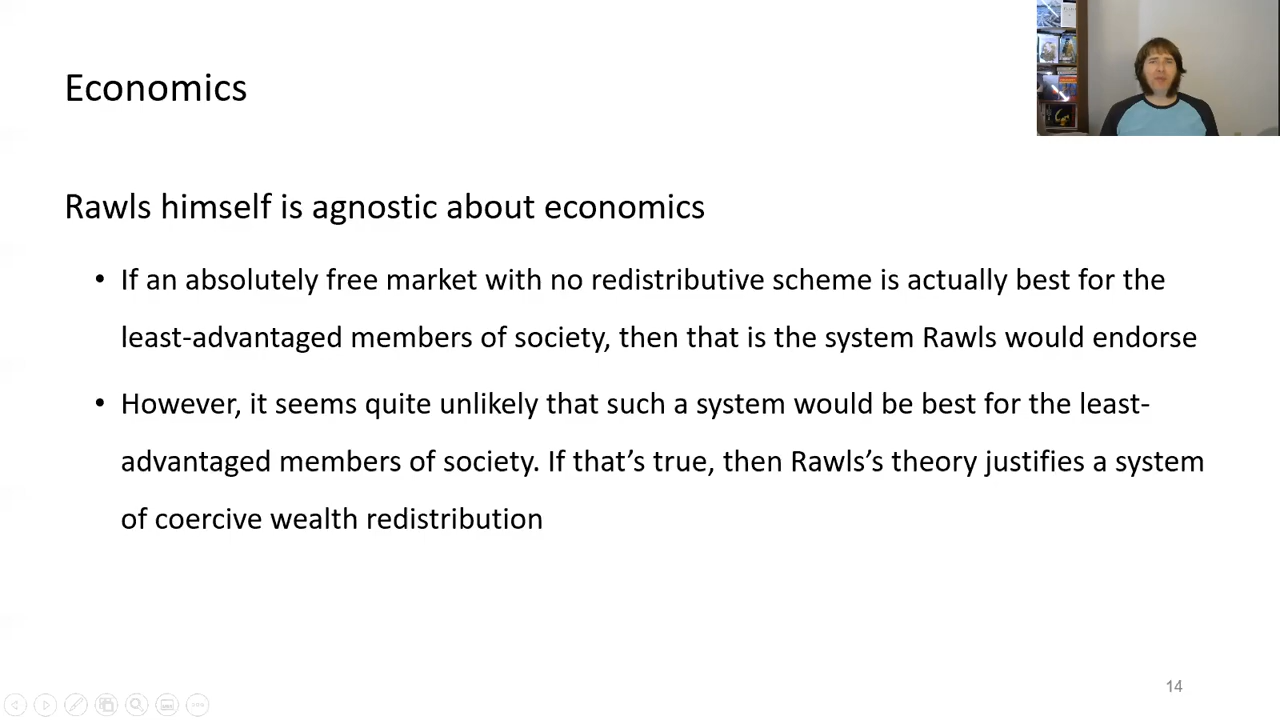 Economics
Rawls himself is agnostic about economics
• If an absolutely free market with no redistributive scheme is actually best for the
least-advantaged members of society, then that is the system Rawls would endorse
• However, it seems quite unlikely that such a system would be best for the least-
advantaged members of society. If that’s true, then Rawls’s theory justifies a system
of coercive wealth redistribution
14